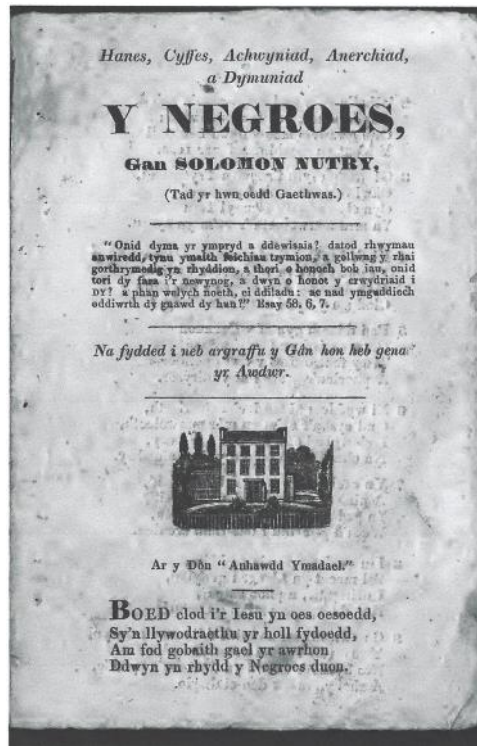 Hanes, Cyffes, Achwyniad, Anerchiad,
a Dymuniad
Y NEGROES,
Gan SOLOMON NUTRY,
(Tad yr hwn oedd Gaethwas.)
"Onid dyma yr ympryd a ddewisais? datod rhwymau
anwiredd, tynu ymaith feichiau trymion, a gollwng y rhai
gorthrymedig yn rhyddion, a thori o honoch bob iau, onid
tori dy fara i'r newynog, a dwyn o honot y crwydriaid i
DY? a phan welych noeth, ei ddiladu: ac nad ymguddiech
oddiwrth dy gnawd dy hun?" Esay 58, 6, 7.
Na fydded i neb argraffu y Gân hon heb genad
yr Awdwr.
Ar y Dôn "Anhawdd Ymadael."
BOED clod i'r Iesu yn oes oesoedd,
Sy'n llywodraethu yr holl fydoedd,
Am fod gobaith gael yr awrhon
Ddwyn yn rhydd y Negroes duon.